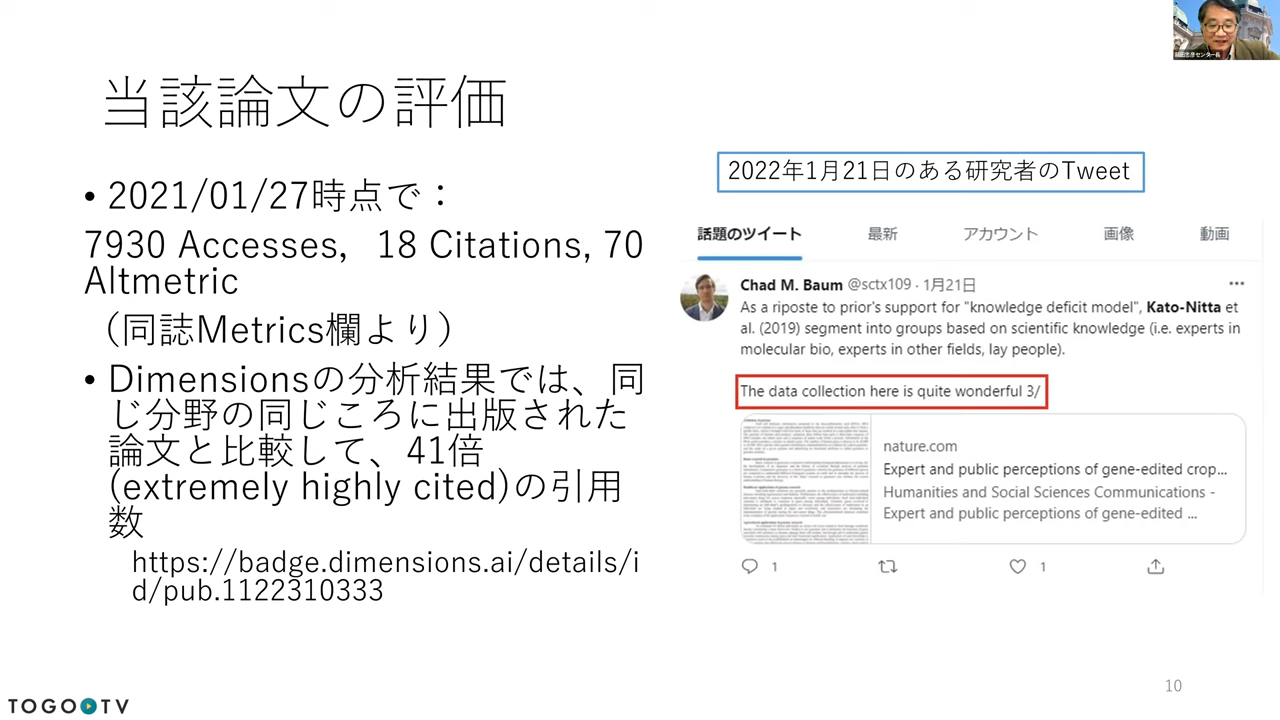 当該論文の評価
• 2021/01/27時点で：
7930 Accesses, 18 Citations, 70
Altmetric
（同誌Metrics欄より）
• Dimensionsの分析結果では、同
じ分野の同じころに出版された
論文と比較して、41倍
(extremely highly cited)の引用
数
https://badge.dimensions.ai/details/i
d/pub.1122310333
2022年1月21日のある研究者のTweet
話題のツイート 最新 アカウント 画像 動画
Chad M. Baum @sctx109 · 1月21日
As a riposte to prior's support for "knowledge deficit model", Kato-Nitta et
al. (2019) segment into groups based on scientific knowledge (i.e. experts in
molecular bio, experts in other fields, lay people).
The data collection here is quite wonderful 3/
nature.com
Expert and public perceptions of gene-edited crop...
Humanities and Social Sciences Communications -
Expert and public perceptions of gene-edited ...
1 1
10
TOGO TV